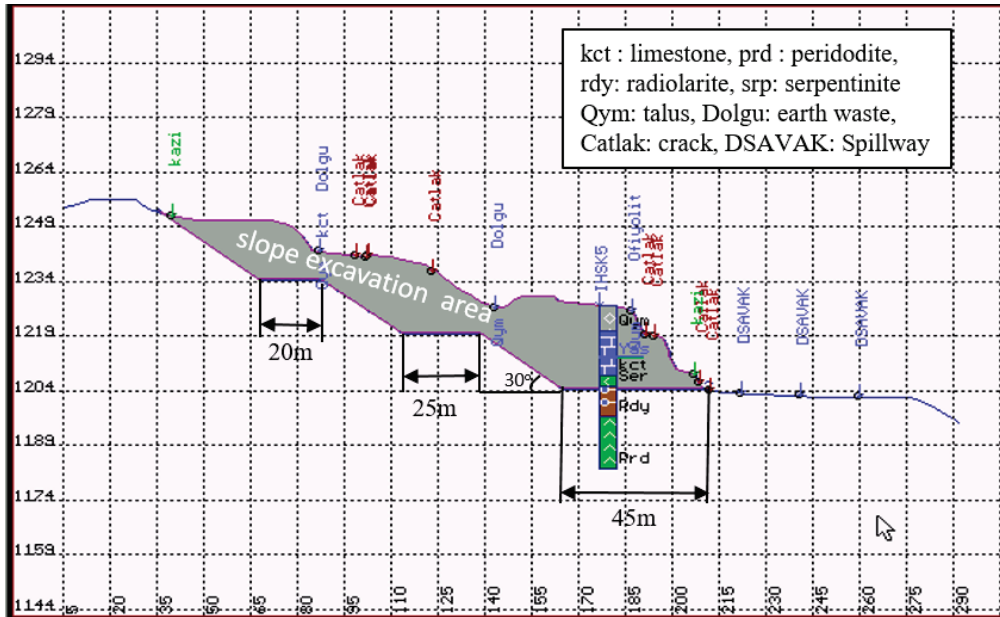 kct : limestone, prd : peridodite,
rdy: radiolarite, srp: serpentinite
Qym: talus, Dolgu: earth waste,
Catlak: crack, DSAVAK: Spillway
1294
1279
1264
1249
1234
1219
1204
1189
1174
1159
1144
kazi
Dolgu
kct
Catlak
Catlak
Catlak
Dolgu
Qym
IHSK5
Ofiyolit
Catlak
Catlak
kazi
Catlak
Catlak
DSAVAK
DSAVAK
DSAVAK
slope excavation area
Qym
kct
Ser
Rdy
Prd
20m
25m
30°
45m
5
20
35
50
65
80
95
110
125
140
155
170
185
200
215
230
245
260
275
290